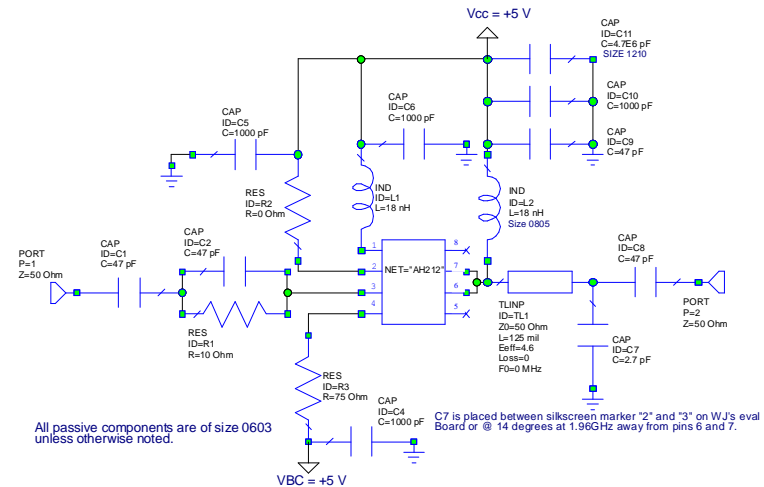 Vcc = +5 V
CAP
ID=C11
C=4.7E6 pF
SIZE 1210
CAP
ID=C10
C=1000 pF
CAP
ID=C9
C=47 pF
CAP
ID=C5
C=1000 pF
CAP
ID=C6
C=1000 pF
RES
ID=R2
R=0 Ohm
IND
ID=L1
L=18 nH
IND
ID=L2
L=18 nH
Size 0805
PORT
P=1
Z=50 Ohm
CAP
ID=C1
C=47 pF
CAP
ID=C2
C=47 pF
RES
ID=R1
R=10 Ohm
1
2
3
4
NET="AH212"
8
7
6
5
TLINP
ID=TL1
Z0=50 Ohm
L=125 mil
Eeff=4.6
Loss=0
F0=0 MHz
CAP
ID=C8
C=47 pF
PORT
P=2
Z=50 Ohm
CAP
ID=C7
C=2.7 pF
RES
ID=R3
R=75 Ohm
CAP
ID=C4
C=1000 pF
VBC = +5 V
All passive components are of size 0603
unless otherwise noted.
C7 is placed between silkscreen marker "2" and "3" on WJ's eval
Board or @ 14 degrees at 1.96GHz away from pins 6 and 7.